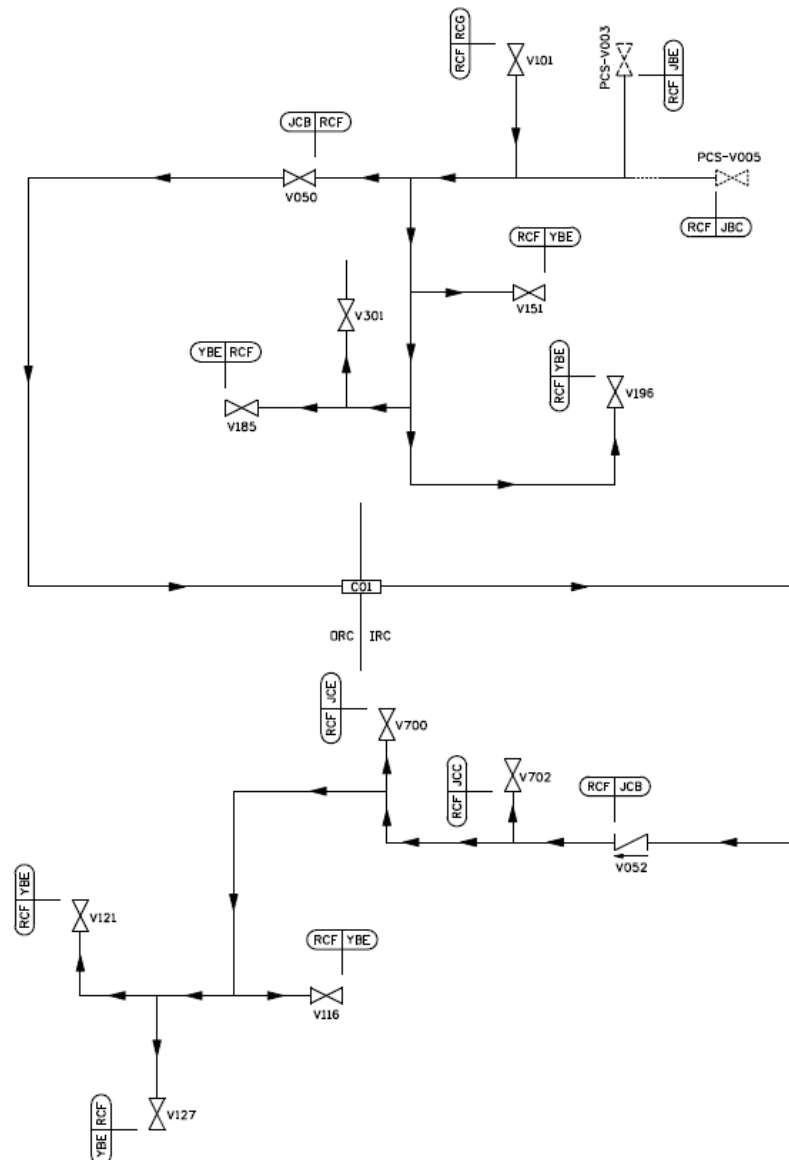 RCF RCG
V101
PCS-V003
RCF JBE
JCB RCF
PCS-V005
V050
RCF JBC
RCF YBE
V151
V301
YBE RCF
V185
RCF YBE
V196
C01
ORC IRC
RCF JCE
V700
RCF JCC
V702
RCF JCB
V052
RCF YBE
V121
RCF YBE
V116
YBE RCF
V127